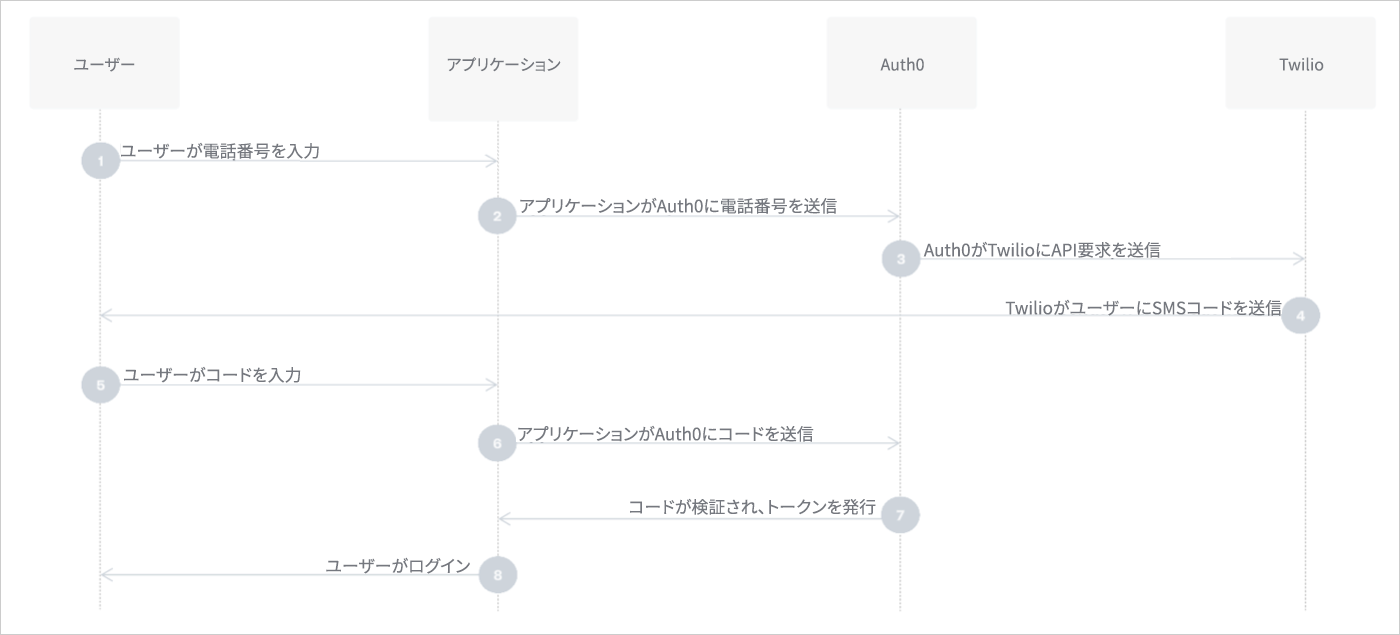 ユーザー
アプリケーション
Auth0
Twilio
1
ユーザーが電話番号を入力
2
アプリケーションがAuth0に電話番号を送信
3
Auth0がTwilioにAPI要求を送信
TwilioがユーザーにSMSコードを送信
4
5
ユーザーがコードを入力
6
アプリケーションがAuth0にコードを送信
コードが検証され、トークンを発行
7
ユーザーがログイン
8